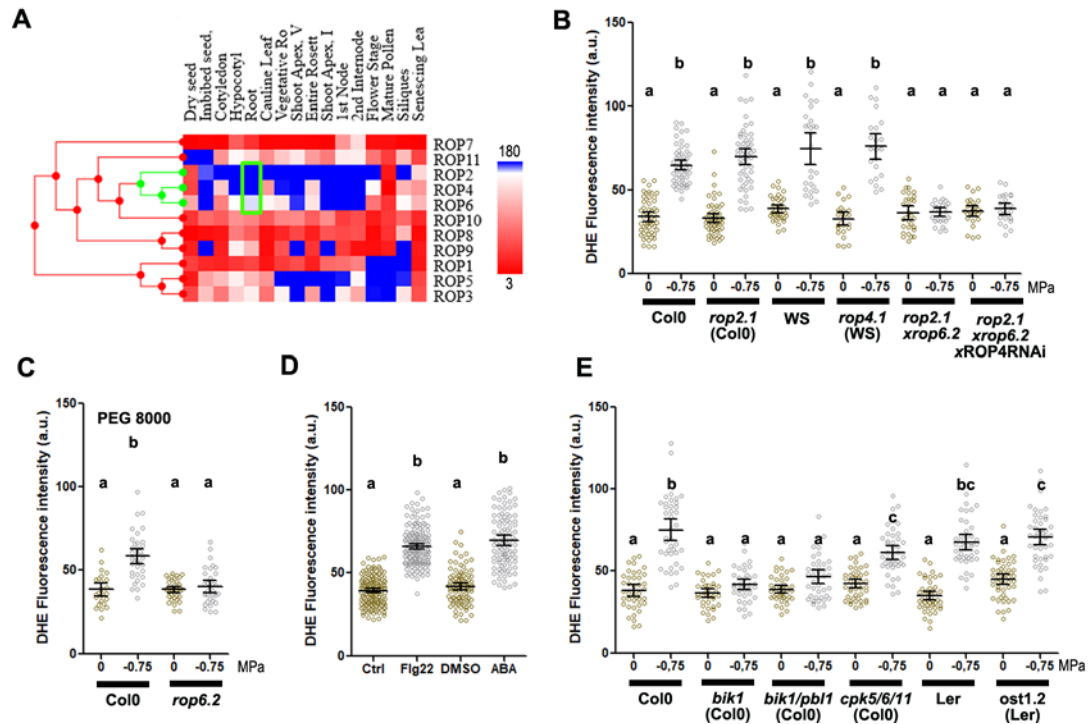 A
Dry seed
Imbibed seed,
Cotyledon
Hypocotyl
Root
Cauline Leaf
Vegetative Ro
Shoot Apex, V
Entire Rosett
Shoot Apex, I
1st Node
2nd Internode
Flower Stage
Mature Pollen
Siliques
Senescing Lea
ROP7
ROP11
ROP2
ROP4
ROP6
ROP10
ROP8
ROP9
ROP1
ROP5
ROP3
180
3
B
DHE Fluorescence intensity (a.u.)
150
100
50
0
a b a b a b a b a a a a
0 -0.75 0 -0.75 0 -0.75 0 -0.75 0 -0.75 0 -0.75 MPa
Col0 rop2.1 WS rop4.1 rop2.1 rop2.1
(Col0) (WS) xrop6.2 xrop6.2
xROP4RNAi
C
DHE Fluorescence intensity (a.u.)
150
100
50
0
PEG 8000
a b a a
0 -0.75 0 -0.75 MPa
Col0 rop6.2
D
DHE Fluorescence intensity (a.u.)
150
100
50
0
a b a b
Ctrl Flg22 DMSO ABA
E
DHE Fluorescence intensity (a.u.)
150
100
50
0
a b a a a a a c a bc a c
0 -0,75 0 -0,75 0 -0,75 0 -0,75 0 -0,75 0 -0,75 MPa
Col0 bik1 bik1/pbl1 cpk5/6/11 Ler ost1.2
(Col0) (Col0) (Col0) (Ler)